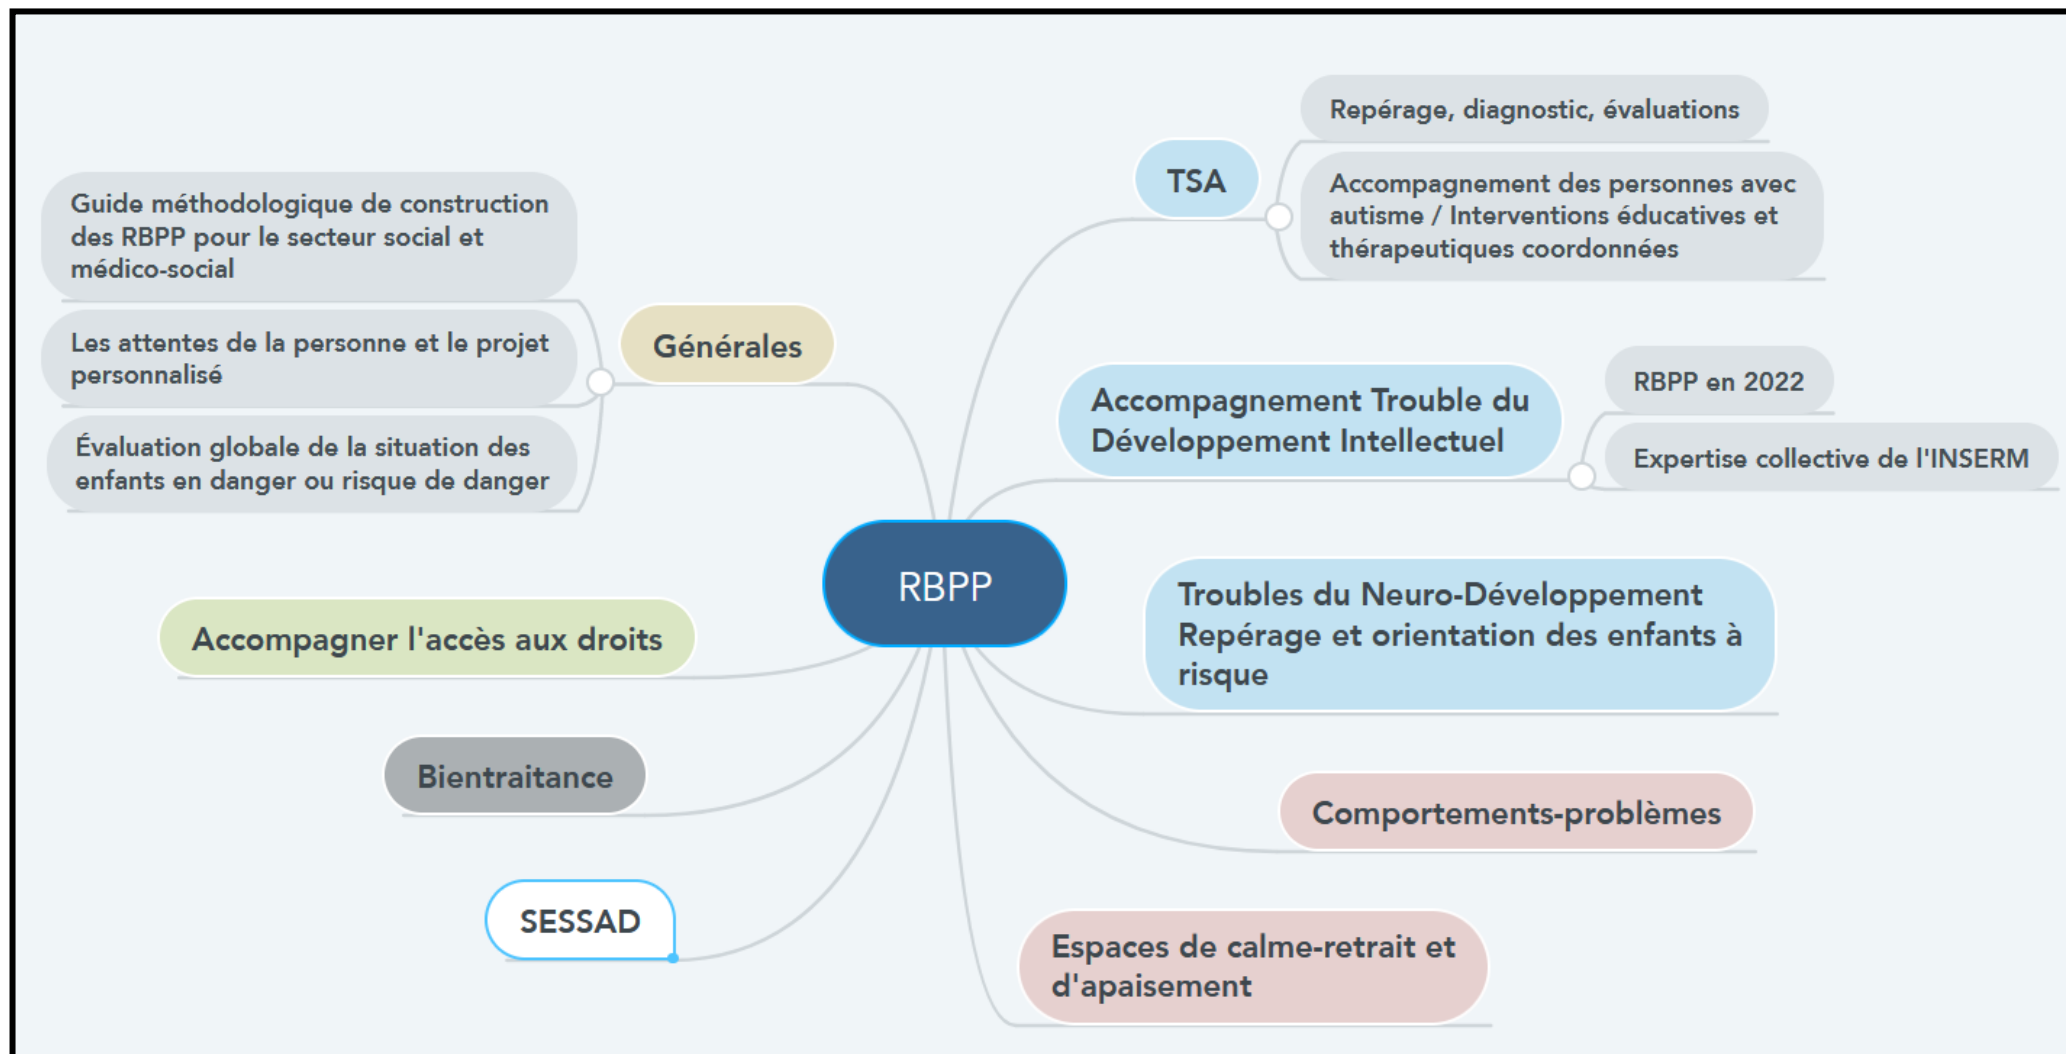 RBPP
TSA
Repérage, diagnostic, évaluations
Accompagnement des personnes avec
autisme / Interventions éducatives et
thérapeutiques coordonnées
Accompagnement Trouble du
Développement Intellectuel
RBPP en 2022
Expertise collective de l'INSERM
Troubles du Neuro-Développement
Repérage et orientation des enfants à
risque
Comportements-problèmes
Espaces de calme-retrait et
d'apaisement
Générales
Guide méthodologique de construction
des RBPP pour le secteur social et
médico-social
Les attentes de la personne et le projet
personnalisé
Évaluation globale de la situation des
enfants en danger ou risque de danger
Accompagner l'accès aux droits
Bientraitance
SESSAD